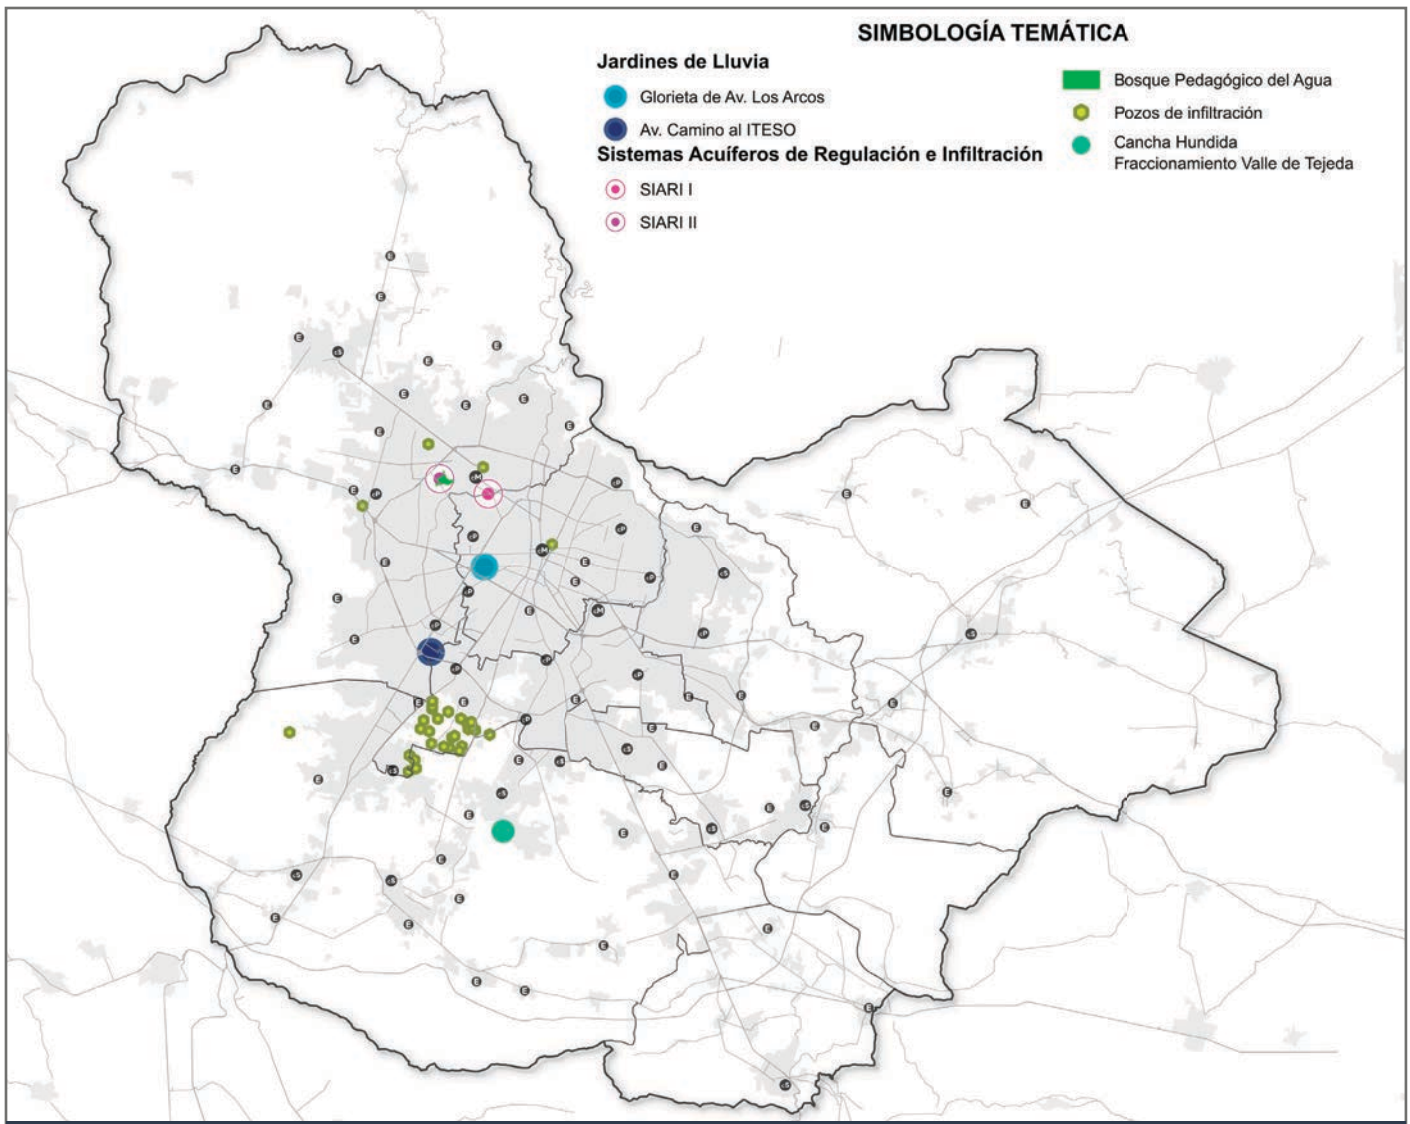 SIMBOLOGÍA TEMÁTICA
Jardines de Lluvia
Glorieta de Av. Los Arcos
Av. Camino al ITESO
Sistemas Acuíferos de Regulación e Infiltración
SIARI I
SIARI II
Bosque Pedagógico del Agua
Pozos de infiltración
Cancha Hundida
Fraccionamiento Valle de Tejeda